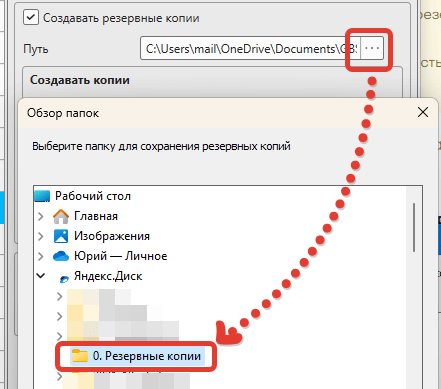 Создавать резервные копии
Путь
C:\Users\mail\OneDrive\Documents\GBS
...
Создавать копии
Обзор папок
Выберите папку для сохранения резервных копий
Рабочий стол
Главная
Изображения
Юрий — Личное
Яндекс.Диск
0. Резервные копии